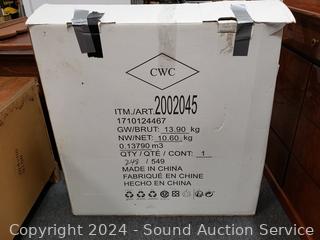 CWC
ITM./ART. 2002045
1710124467
GW/BRUT: 13.90 kg
NW/NET: 10.60 kg
0.13790 m3
QTY / QTÉ / CONT: 1
248 / 549
MADE IN CHINA
FABRIQUÉ EN CHINE
HECHO EN CHINA
Copyright 2024 - Sound Auction Service